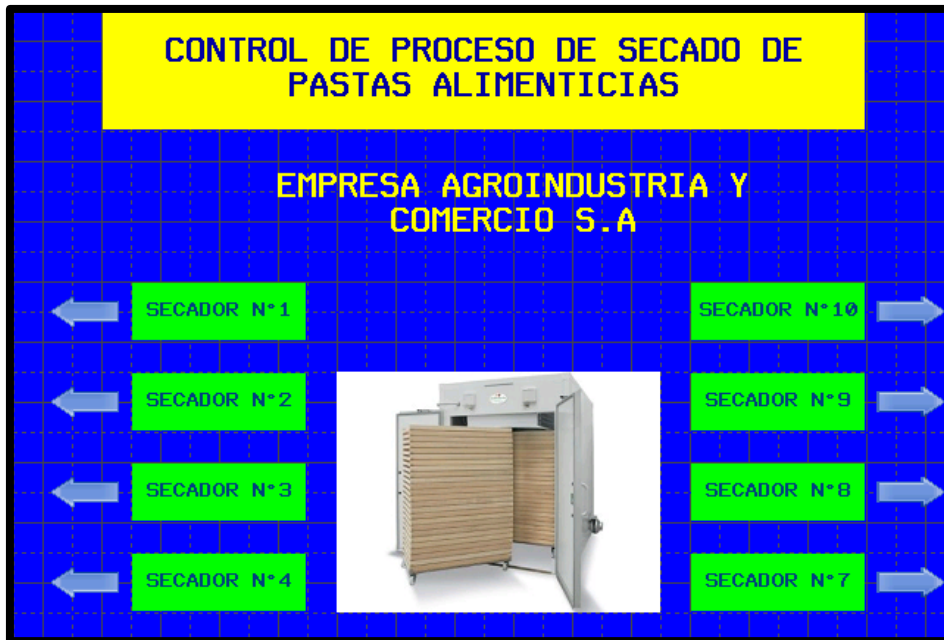 CONTROL DE PROCESO DE SECADO DE
PASTAS ALIMENTICIAS
EMPRESA AGROINDUSTRIA Y
COMERCIO S.A
SECADOR N°1
SECADOR N°10
SECADOR N°2
SECADOR N°9
SECADOR N°3
SECADOR N°8
SECADOR N°4
SECADOR N°7